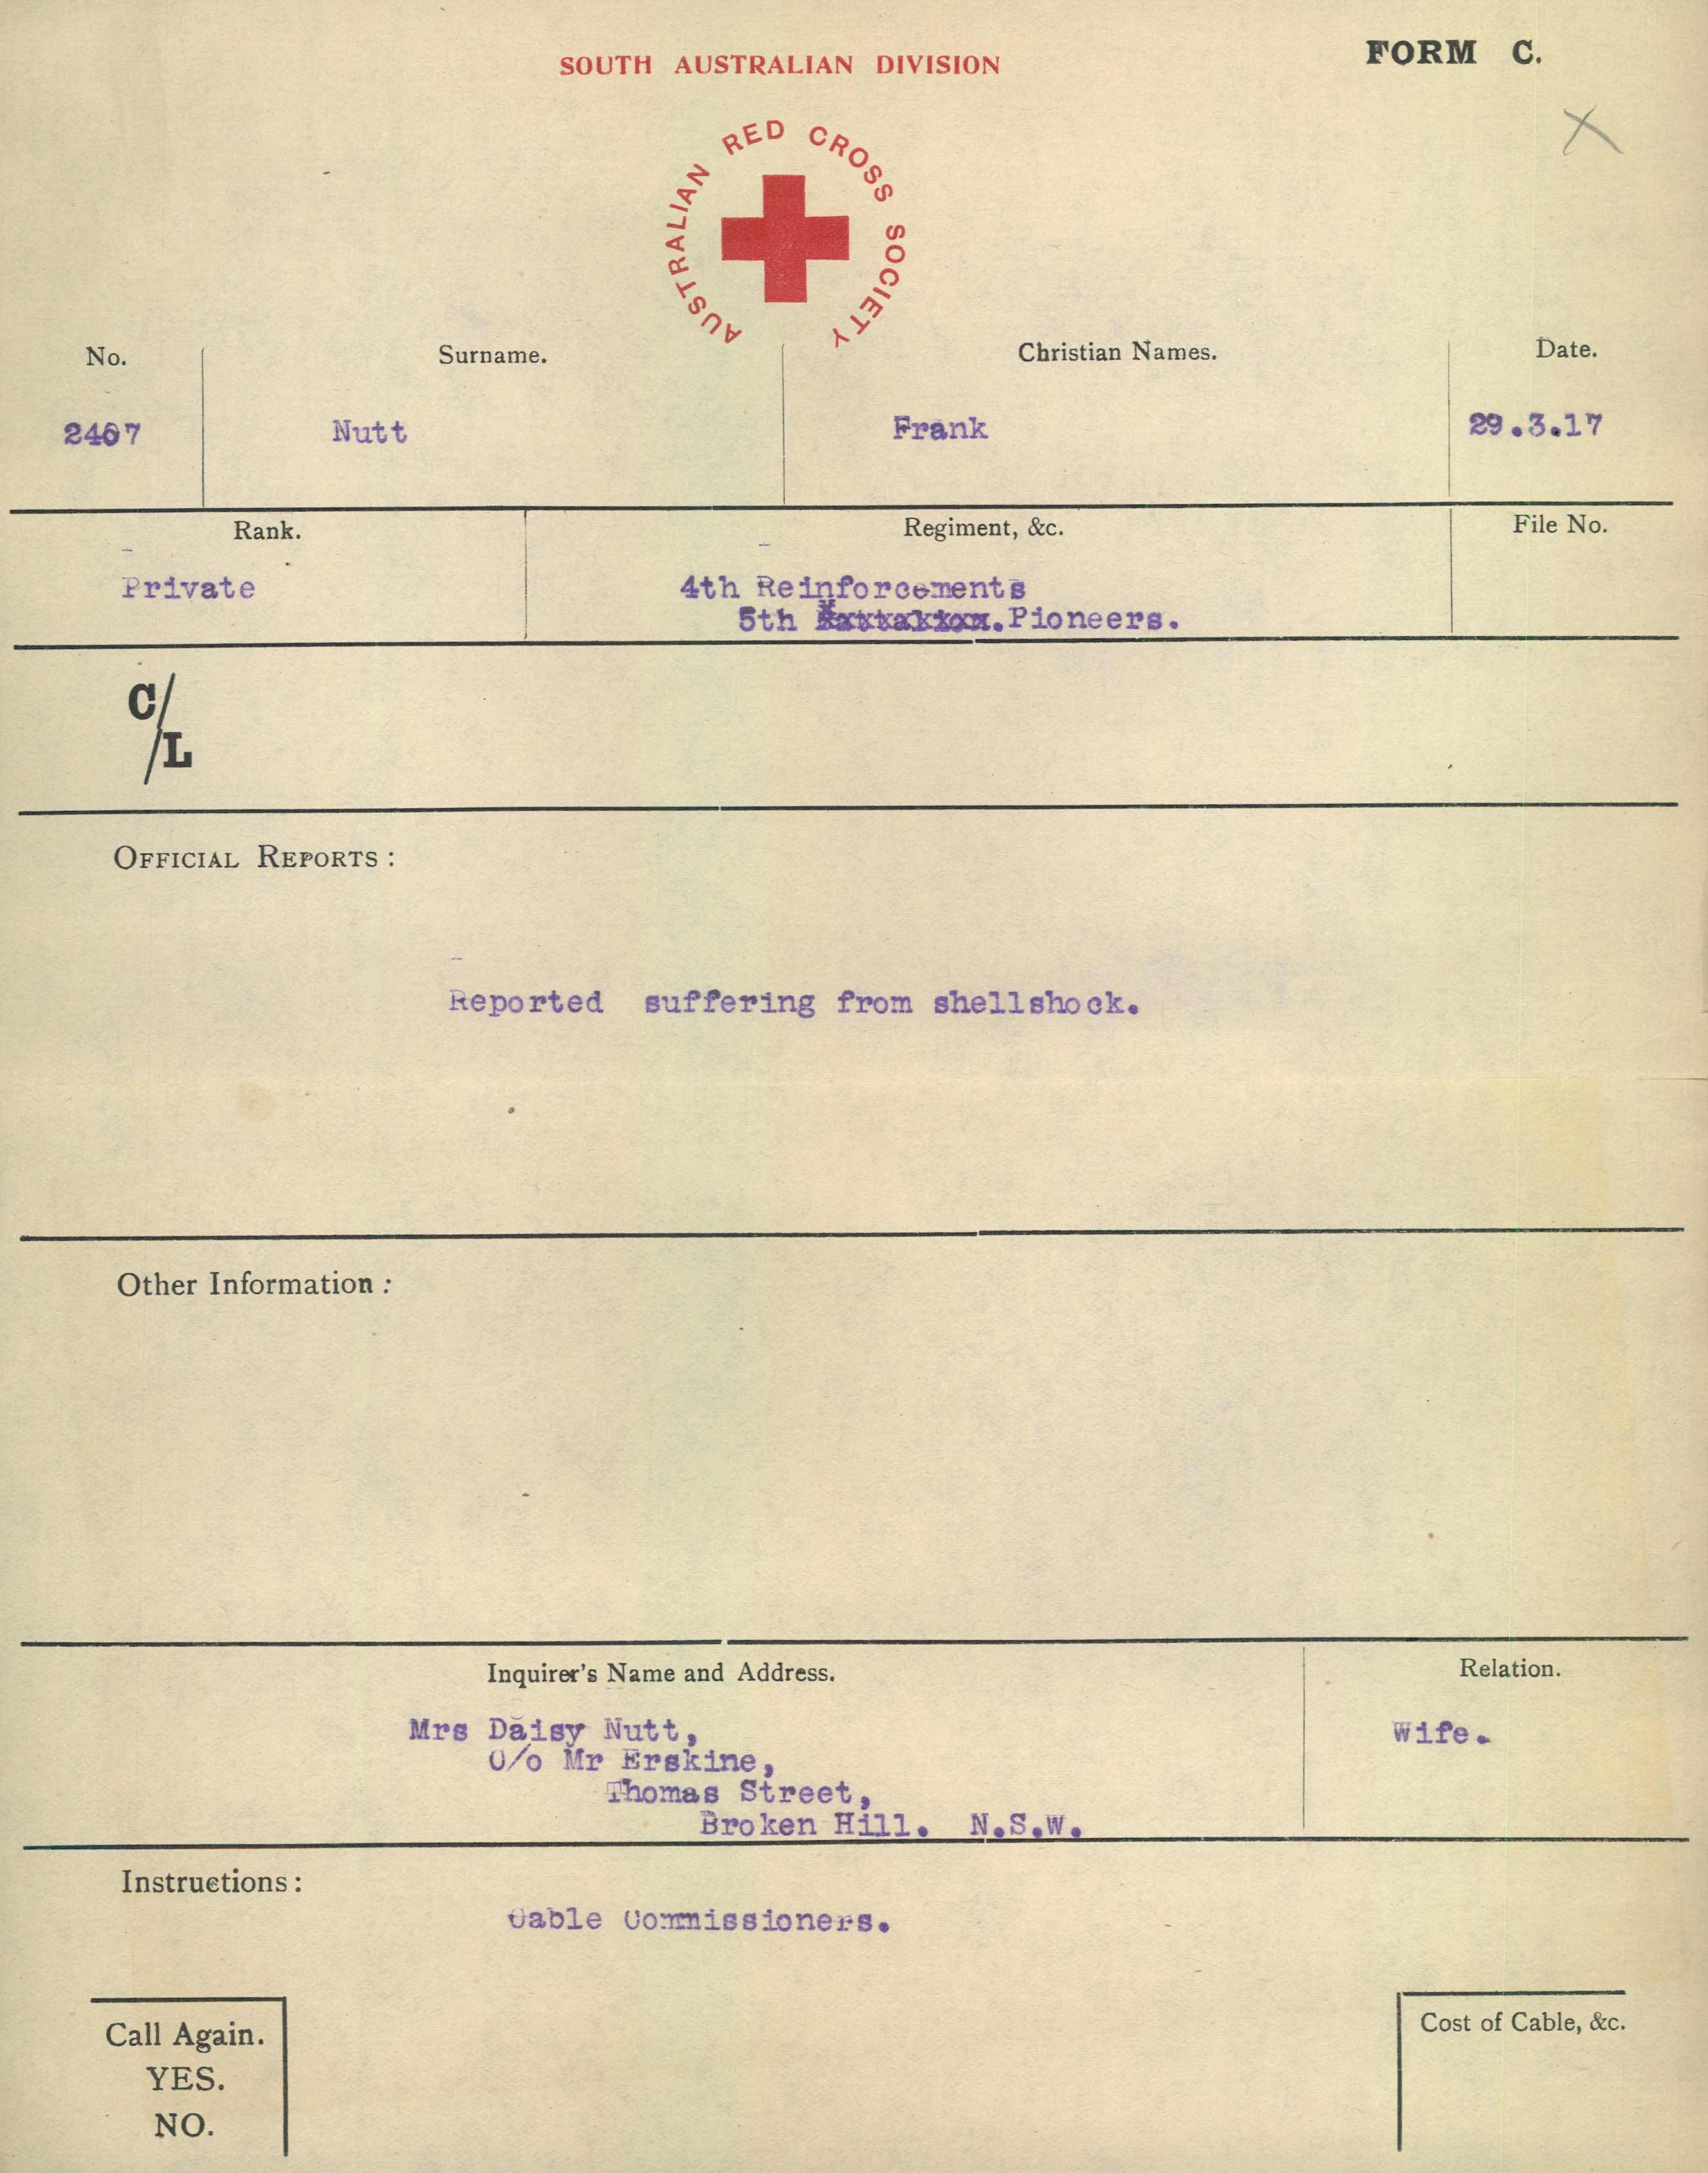 SOUTH AUSTRALIAN DIVISION
FORM C.
AUSTRALIAN RED CROSS SOCIETY
No. Surname. Christian Names. Date.
2407 Nutt Frank 29.3.17
Rank. Regiment, &c. File No.
Private 4th Reinforcements
5th Pioneers.
C/L
OFFICIAL REPORTS :
Reported suffering from shellshock.
Other Information :
Inquirer's Name and Address. Relation.
Mrs Daisy Nutt, Wife.
C/o Mr Erskine,
Thomas Street,
Broken Hill. N.S.W.
Instructions :
Cable Commissioners.
Call Again.
YES.
NO.
Cost of Cable, &c.